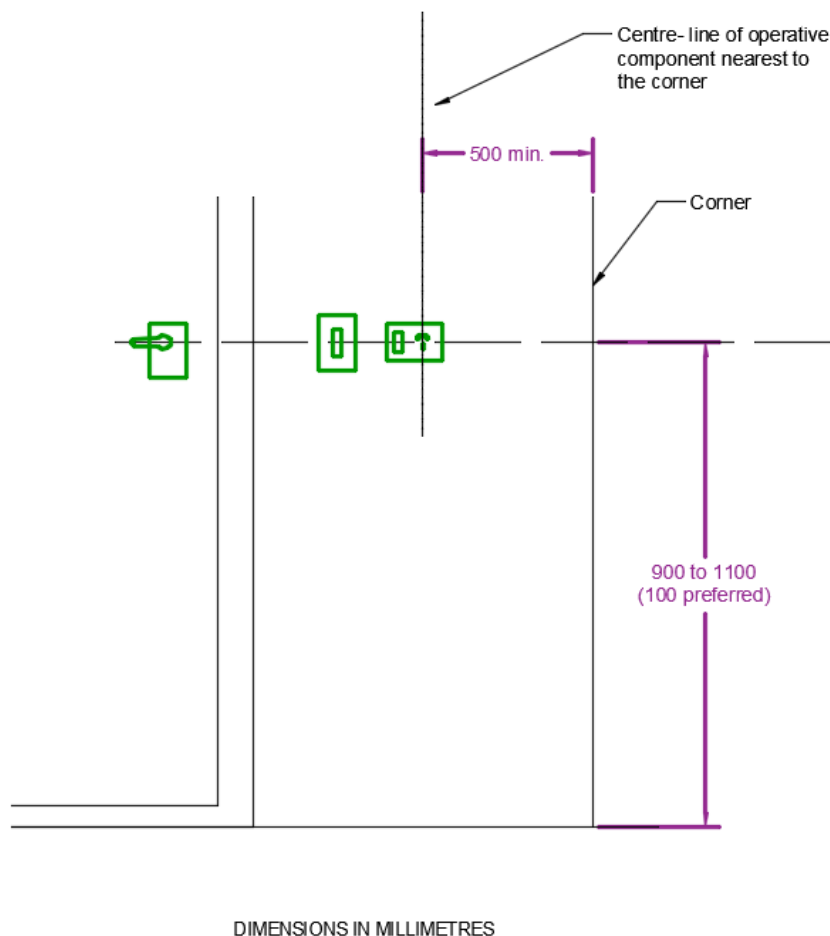 Centre- line of operative
component nearest to
the corner
500 min.
Corner
900 to 1100
(100 preferred)
DIMENSIONS IN MILLIMETRES